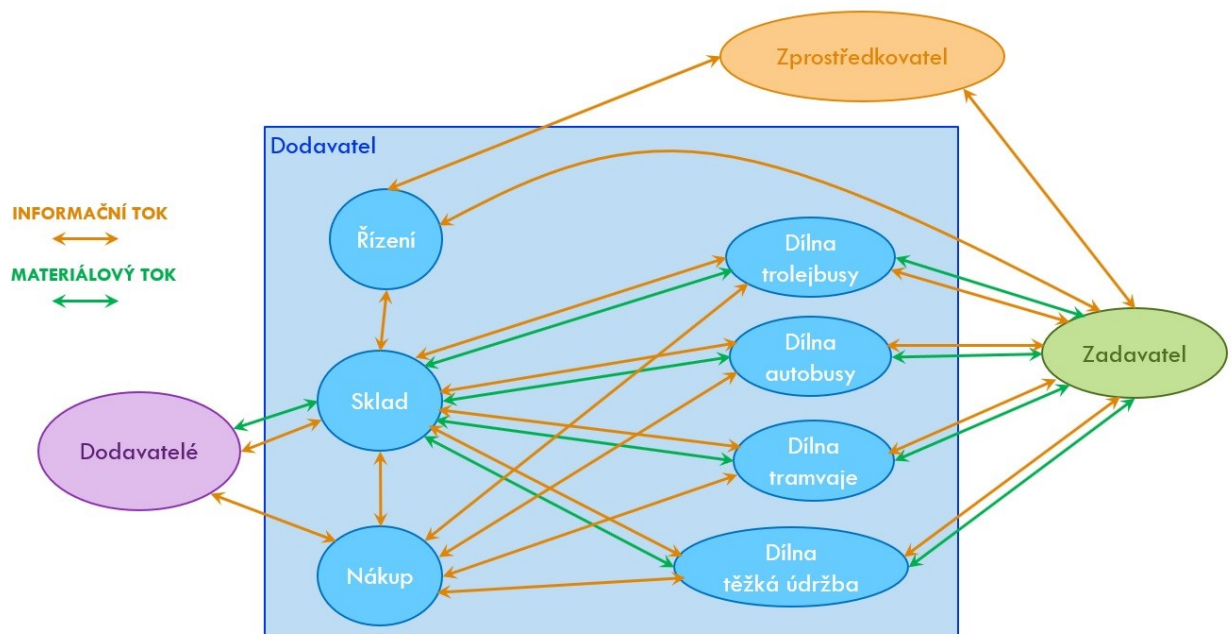 Zprostředkovatel
Dodavatel
INFORMAČNÍ TOK
MATERIÁLOVÝ TOK
Řízení
Dílna
trolejbusy
Dílna
autobusy
Zadavatel
Sklad
Dodavatelé
Dílna
tramvaje
Nákup
Dílna
těžká údržba